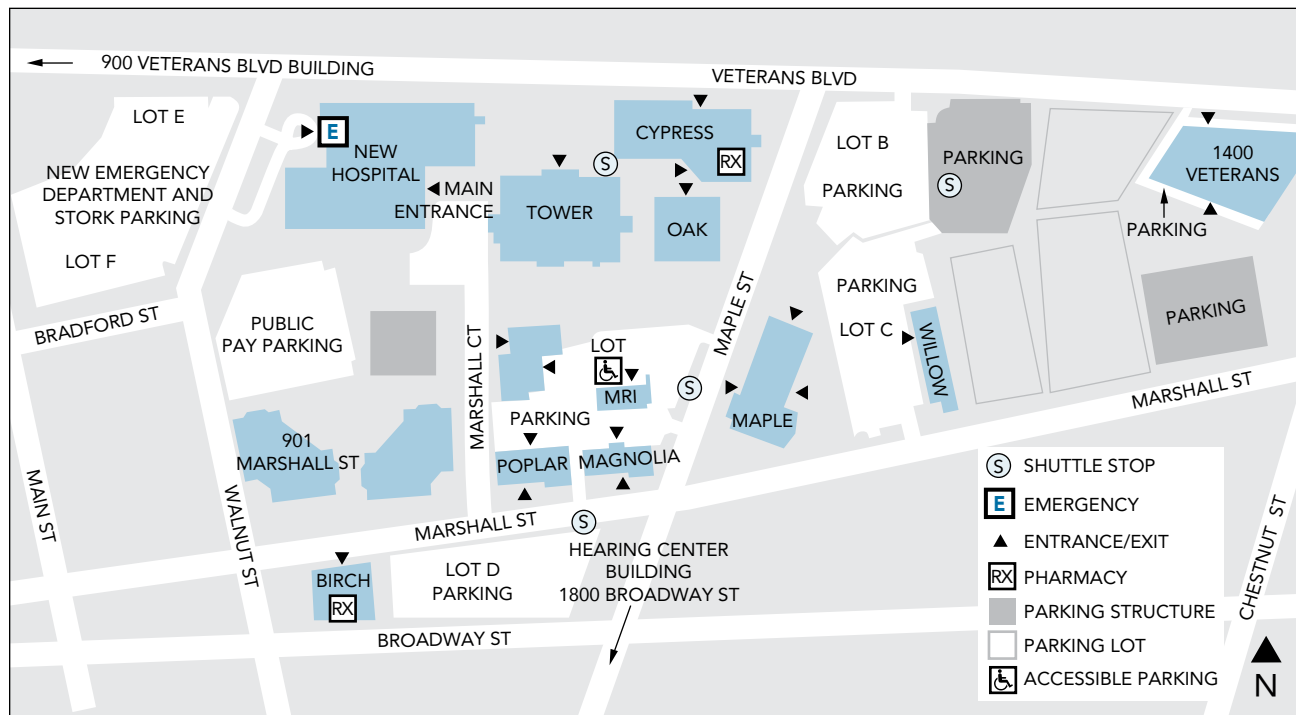 900 VETERANS BLVD BUILDING
VETERANS BLVD
LOT E
NEW EMERGENCY
DEPARTMENT AND
STORK PARKING
LOT F
E
NEW
HOSPITAL
MAIN
ENTRANCE
TOWER
S
CYPRESS
RX
OAK
LOT B
PARKING
PARKING
S
1400
VETERANS
PARKING
BRADFORD ST
PUBLIC
PAY PARKING
MARSHALL CT
LOT
MRI
PARKING
S
MAPLE ST
MAPLE
PARKING
LOT C
WILLOW
PARKING
MARSHALL ST
901
MARSHALL ST
POPLAR
MAGNOLIA
MAIN ST
WALNUT ST
MARSHALL ST
S
BIRCH
RX
LOT D
PARKING
HEARING CENTER
BUILDING
1800 BROADWAY ST
BROADWAY ST
CHESTNUT ST
S SHUTTLE STOP
E EMERGENCY
ENTRANCE/EXIT
RX PHARMACY
PARKING STRUCTURE
PARKING LOT
ACCESSIBLE PARKING
N